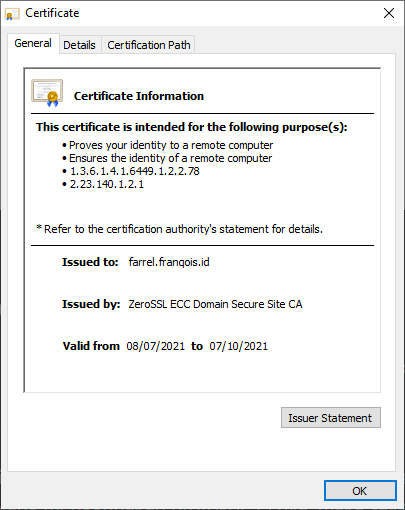 Certificate
General Details Certification Path
Certificate Information
This certificate is intended for the following purpose(s):
• Proves your identity to a remote computer
• Ensures the identity of a remote computer
• 1.3.6.1.4.1.6449.1.2.2.78
• 2.23.140.1.2.1
* Refer to the certification authority's statement for details.
Issued to: farrel.franqois.id
Issued by: ZeroSSL ECC Domain Secure Site CA
Valid from 08/07/2021 to 07/10/2021
Issuer Statement
OK